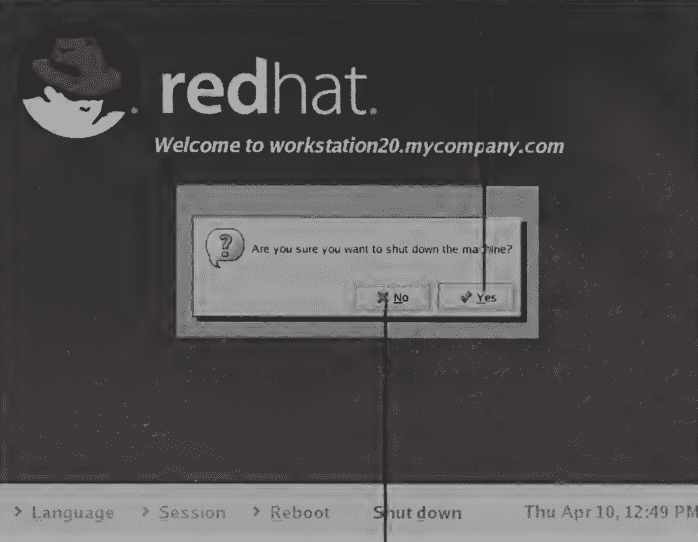 redhat.
Welcome to workstation20.mycompany.com
? Are you sure you want to shut down the machine?
No Yes
> Language > Session > Reboot Shut down Thu Apr 10, 12:49 PM